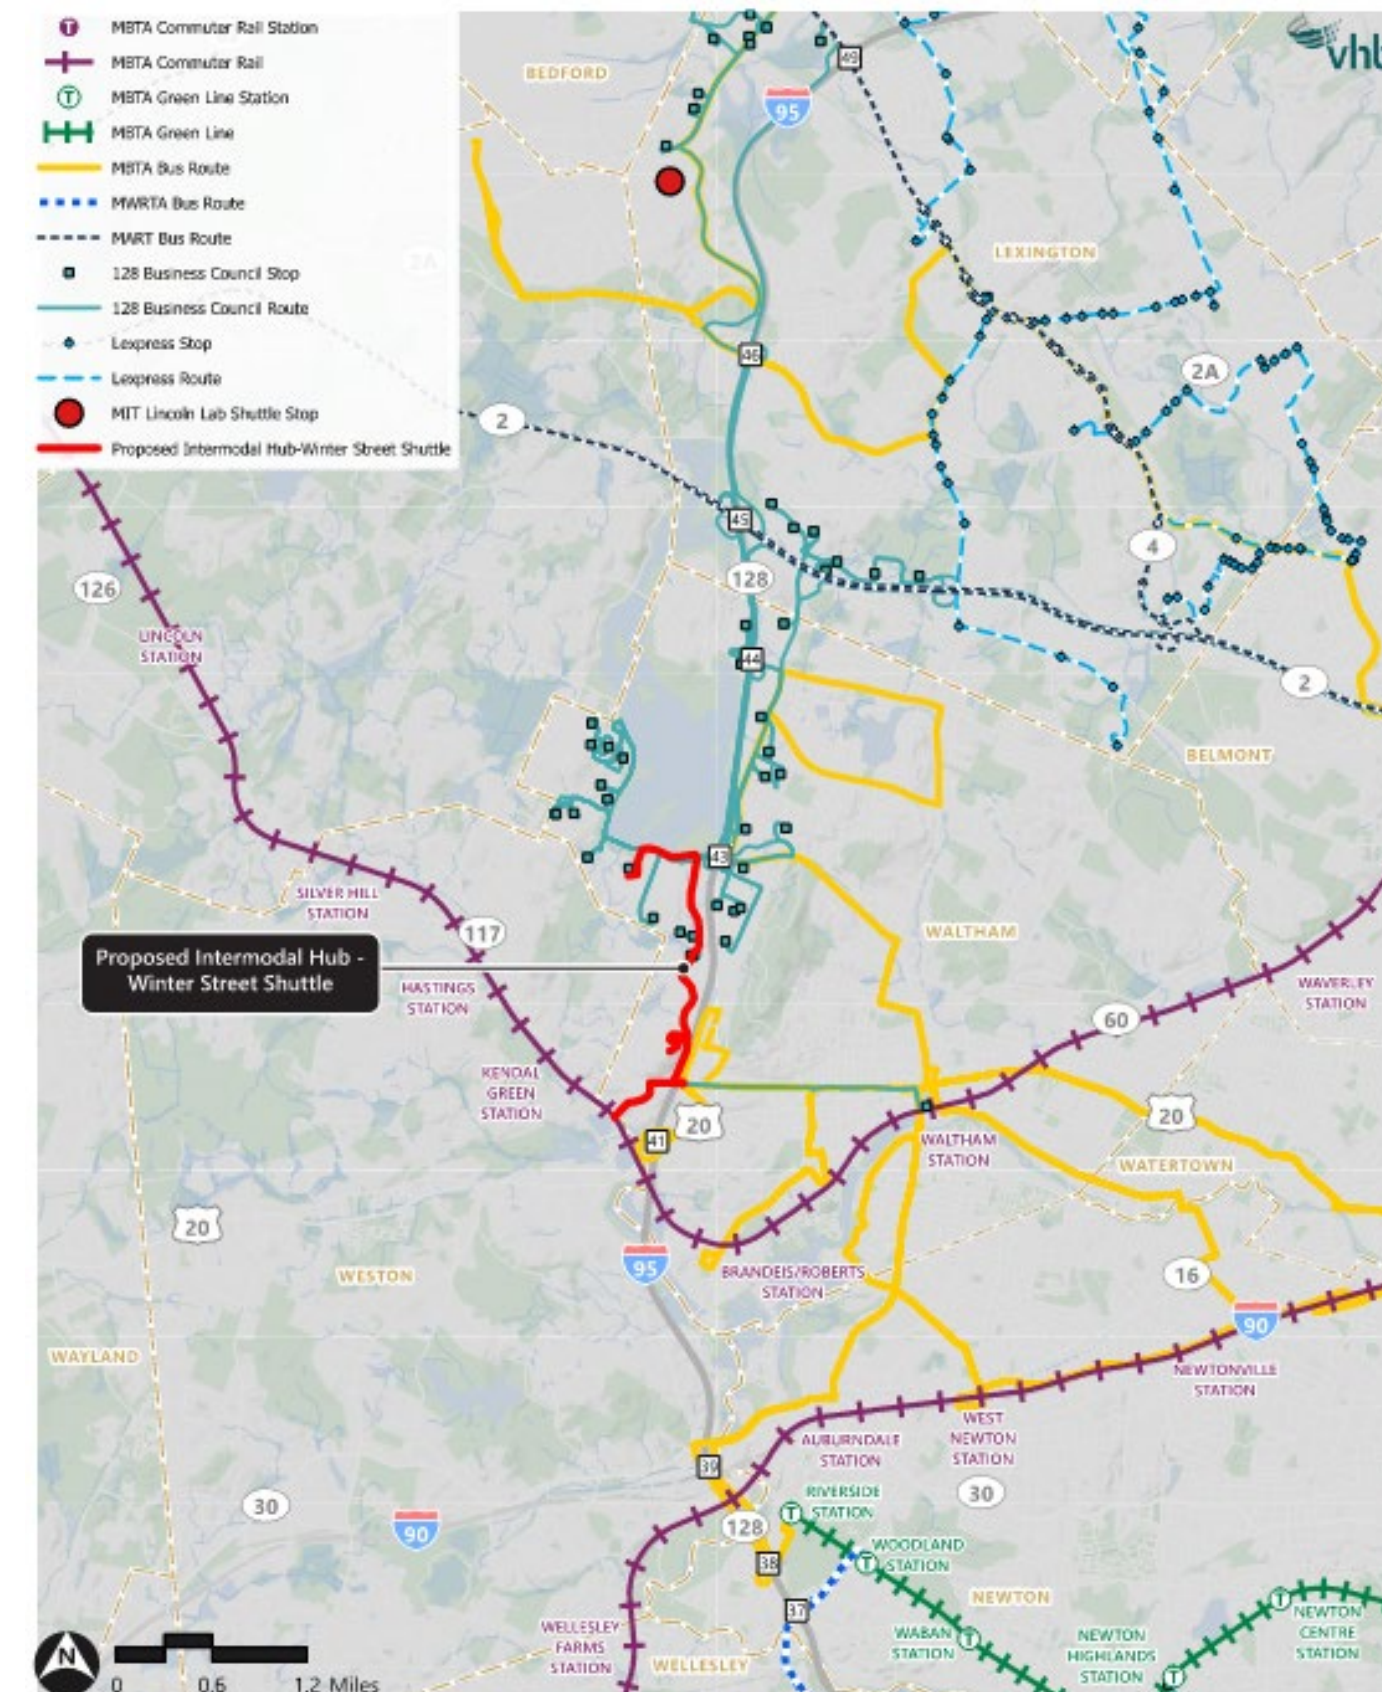 MBTA Commuter Rail Station
MBTA Commuter Rail
MBTA Green Line Station
MBTA Green Line
MBTA Bus Route
MWRTA Bus Route
MART Bus Route
128 Business Council Stop
128 Business Council Route
Lexpress Stop
Lexpress Route
MIT Lincoln Lab Shuttle Stop
Proposed Intermodal Hub-Winter Street Shuttle
2A
vhb
BEDFORD
49
95
LEXINGTON
46
2A
2
45
4
128
126
LINCOLN
STATION
44
2
BELMONT
43
SILVER HILL
STATION
117
WALTHAM
Proposed Intermodal Hub -
Winter Street Shuttle
HASTINGS
STATION
WAVERLEY
STATION
60
KENDAL
GREEN
STATION
20
20
41
WALTHAM
STATION
WATERTOWN
20
95
WESTON
BRANDEIS/ROBERTS
STATION
16
90
WAYLAND
NEWTONVILLE
STATION
WEST
NEWTON
STATION
AUBURNDALE
STATION
39
30
30
90
128
RIVERSIDE
STATION
T
WOODLAND
STATION
T
38
37
NEWTON
T
NEWTON
CENTRE
STATION
WABAN
STATION
T
NEWTON
HIGHLANDS
STATION
T
WELLESLEY
FARMS
STATION
WELLESLEY
N
0 0.6 1.2 Miles